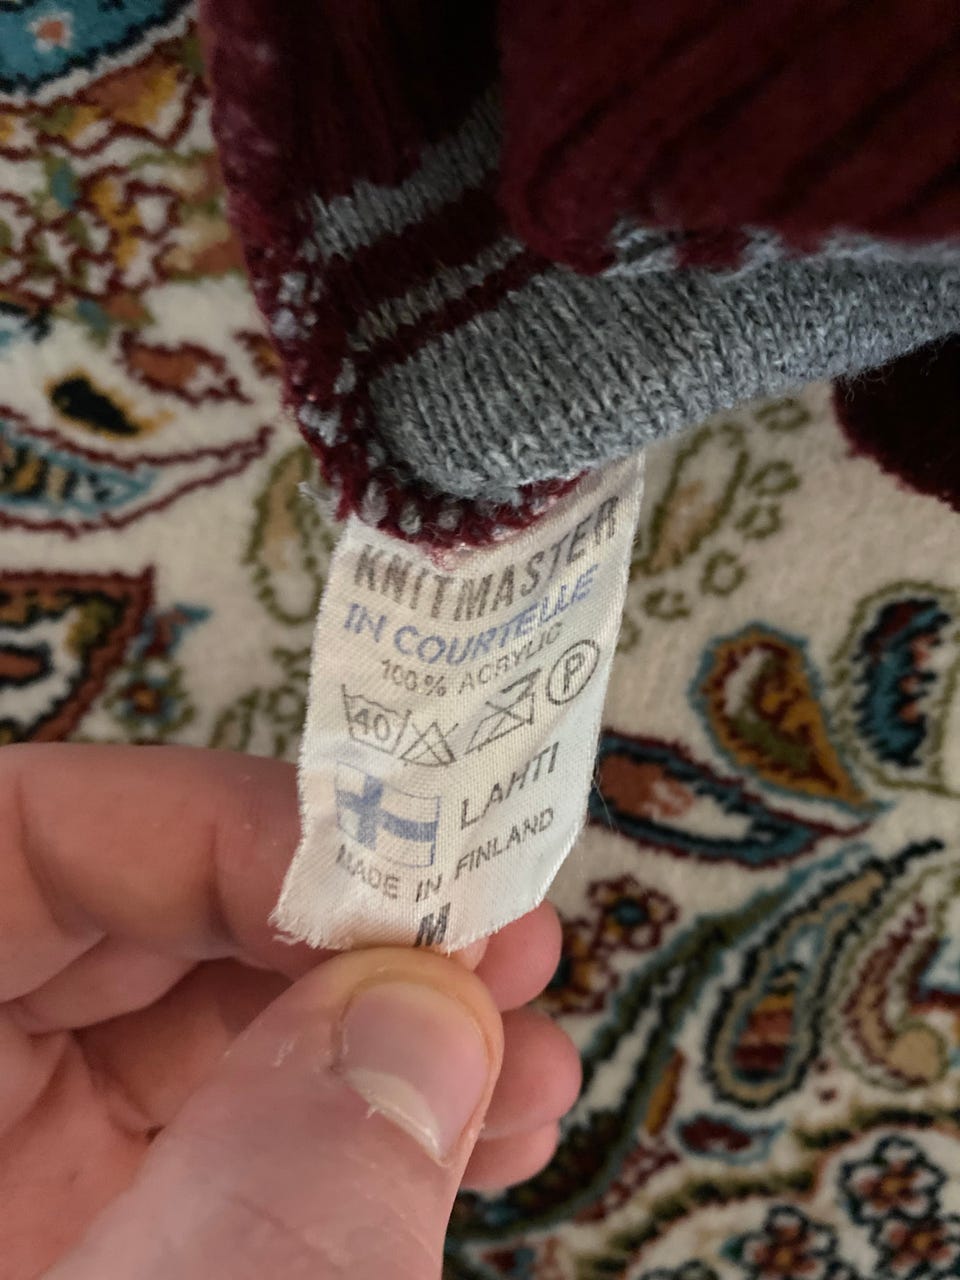 KNITMASTER
IN COURTELLE
100% ACRYLIC
40 P
LAHTI
MADE IN FINLAND
M